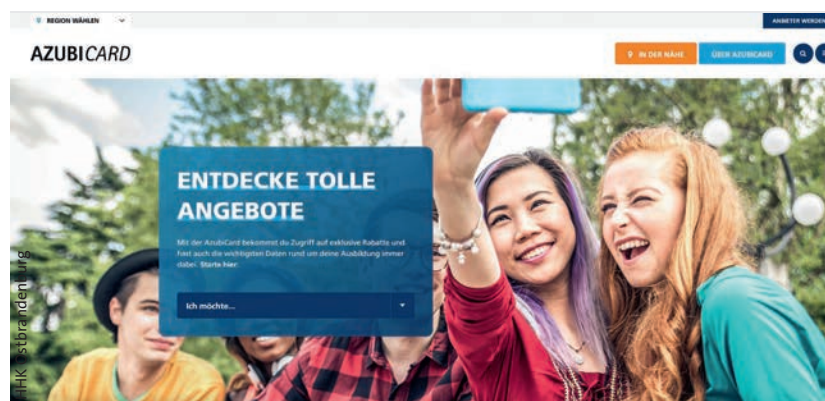 REGION WÄHLEN
ANBIETER WERDEN
AZUBICARD
IN DER NÄHE
ÜBER AZUBICARD
ENTDECKE TOLLE
ANGEBOTE
Mit der AzubiCard bekommst du Zugriff auf exklusive Rabatte und
hast auch die wichtigsten Daten rund um deine Ausbildung immer
dabei. Starte hier:
Ich möchte...